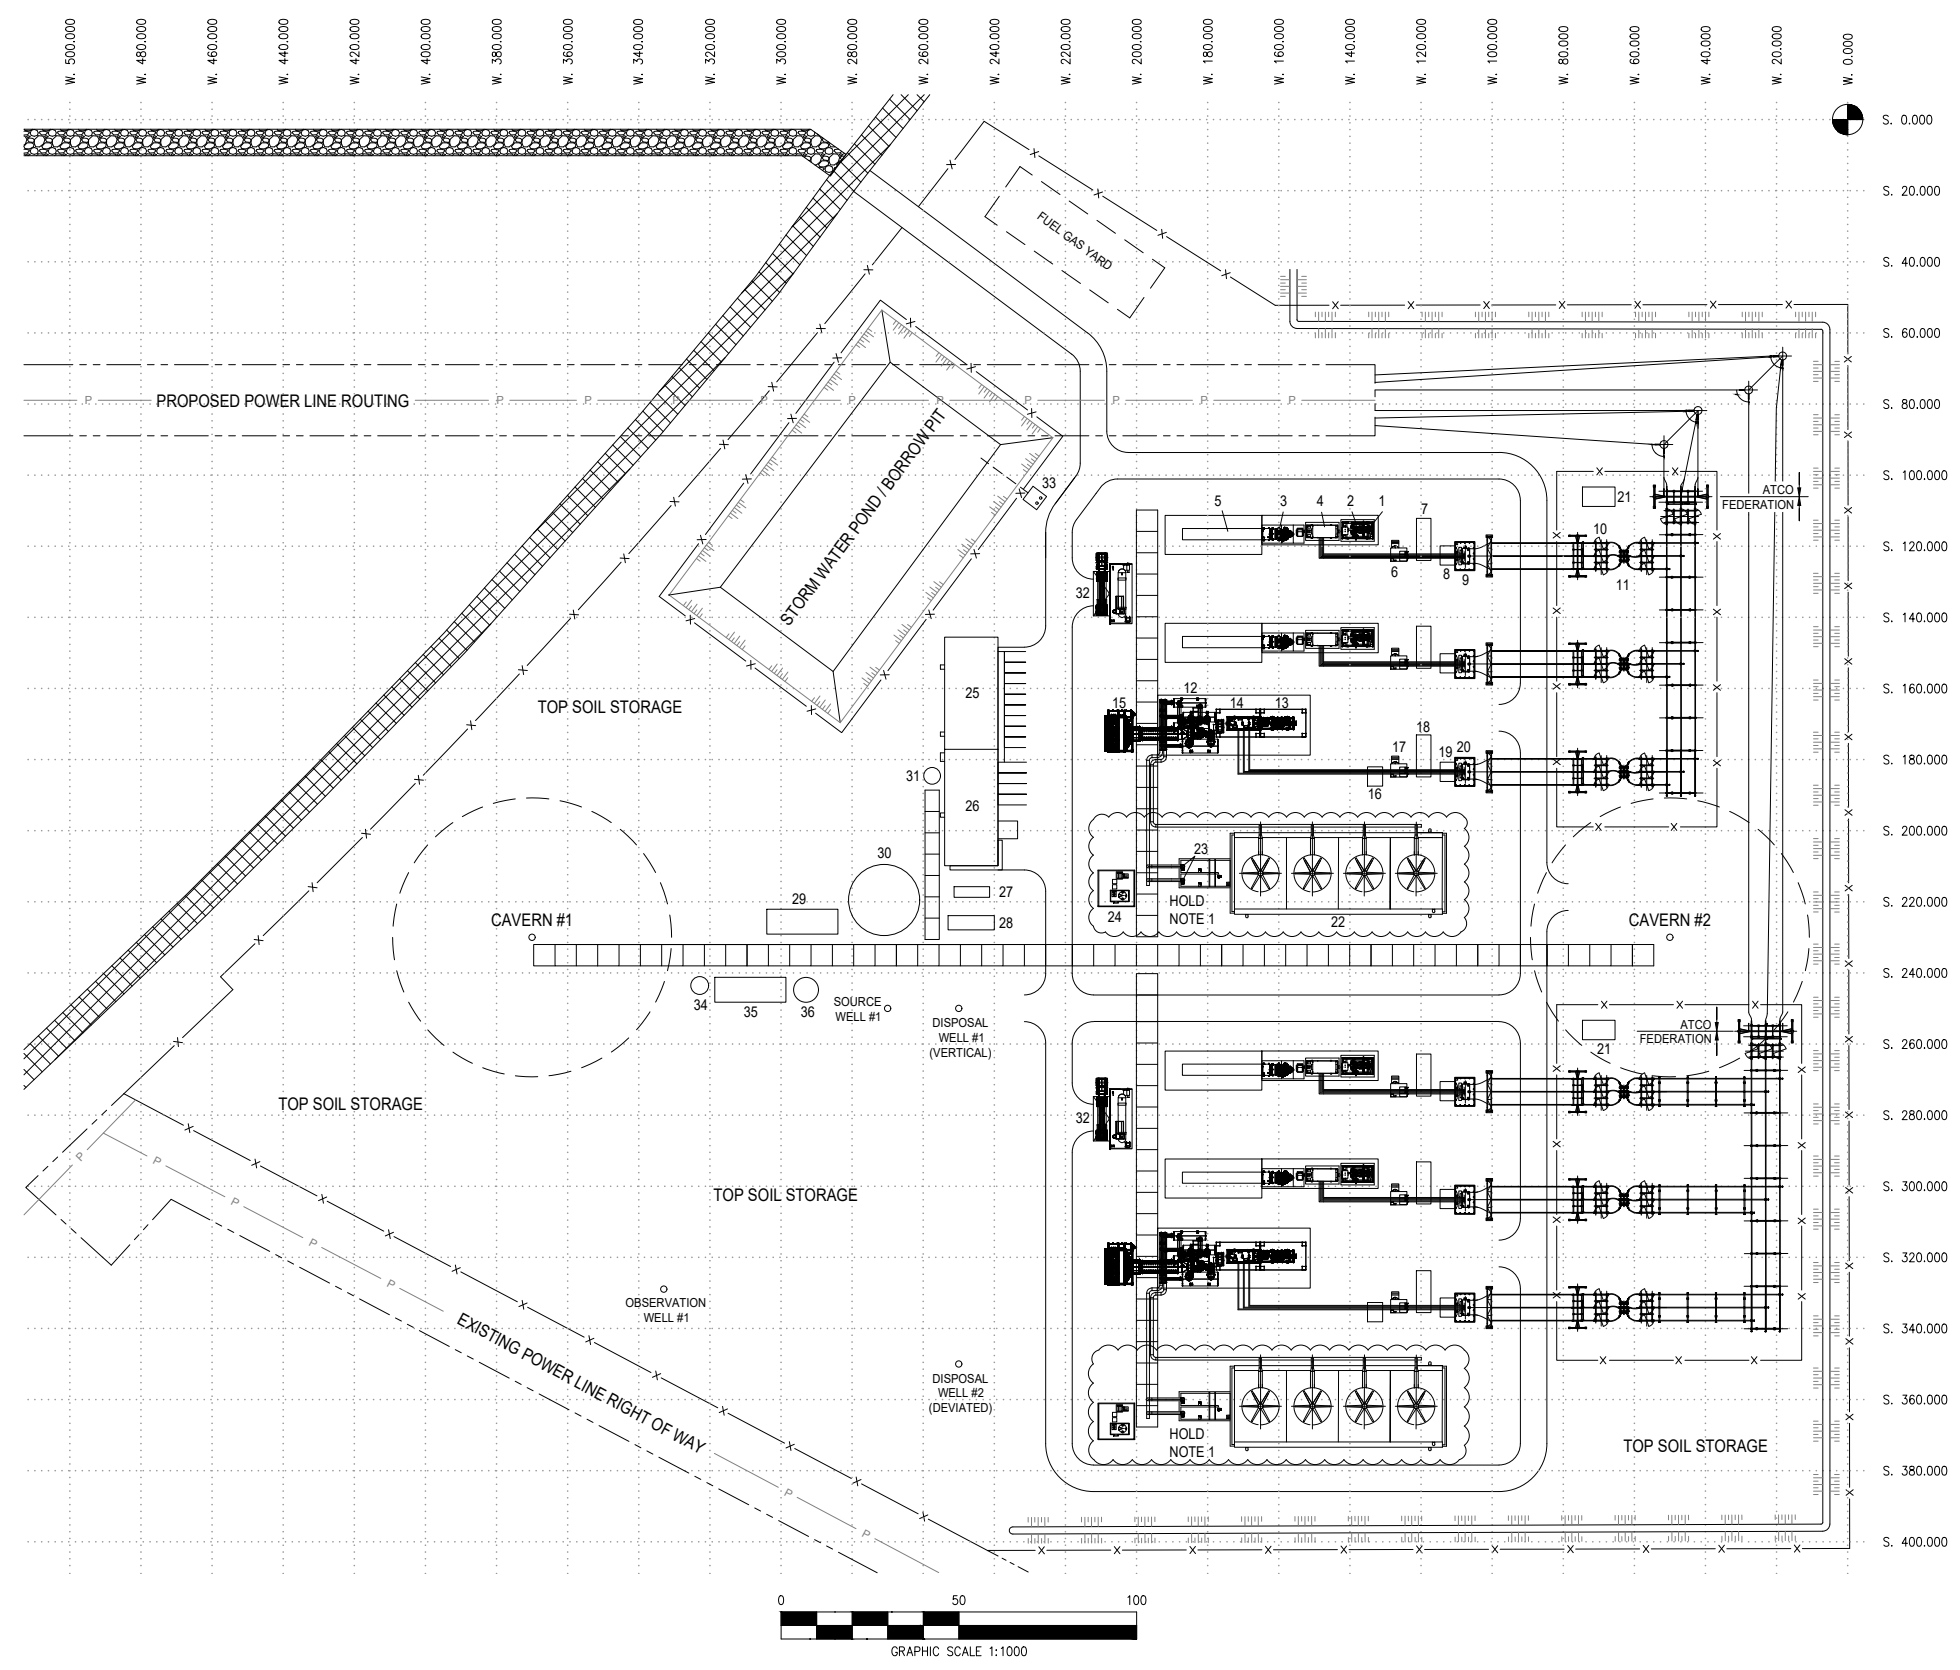 W. 500.000
W. 480.000
W. 460.000
W. 440.000
W. 420.000
W. 400.000
W. 380.000
W. 360.000
W. 340.000
W. 320.000
W. 300.000
W. 280.000
W. 260.000
W. 240.000
W. 220.000
W. 200.000
W. 180.000
W. 160.000
W. 140.000
W. 120.000
W. 100.000
W. 80.000
W. 60.000
W. 40.000
W. 20.000
W. 0.000
S. 0.000
S. 20.000
S. 40.000
S. 60.000
S. 80.000
S. 100.000
S. 120.000
S. 140.000
S. 160.000
S. 180.000
S. 200.000
S. 220.000
S. 240.000
S. 260.000
S. 280.000
S. 300.000
S. 320.000
S. 340.000
S. 360.000
S. 380.000
S. 400.000
FUEL GAS YARD
PROPOSED POWER LINE ROUTING
STORM WATER POND / BORROW PIT
33
5
3
4
2
1
7
21
ATCO
FEDERATION
10
6
8
9
11
32
TOP SOIL STORAGE
25
15
12
14
13
17
18
19
20
16
31
26
30
29
27
28
23
24
HOLD
NOTE 1
22
CAVERN #1
CAVERN #2
34
35
36
SOURCE
WELL #1
DISPOSAL
WELL #1
(VERTICAL)
ATCO
FEDERATION
21
TOP SOIL STORAGE
32
TOP SOIL STORAGE
OBSERVATION
WELL #1
EXISTING POWER LINE RIGHT OF WAY
DISPOSAL
WELL #2
(DEVIATED)
HOLD
NOTE 1
TOP SOIL STORAGE
0
50
100
GRAPHIC SCALE 1:1000